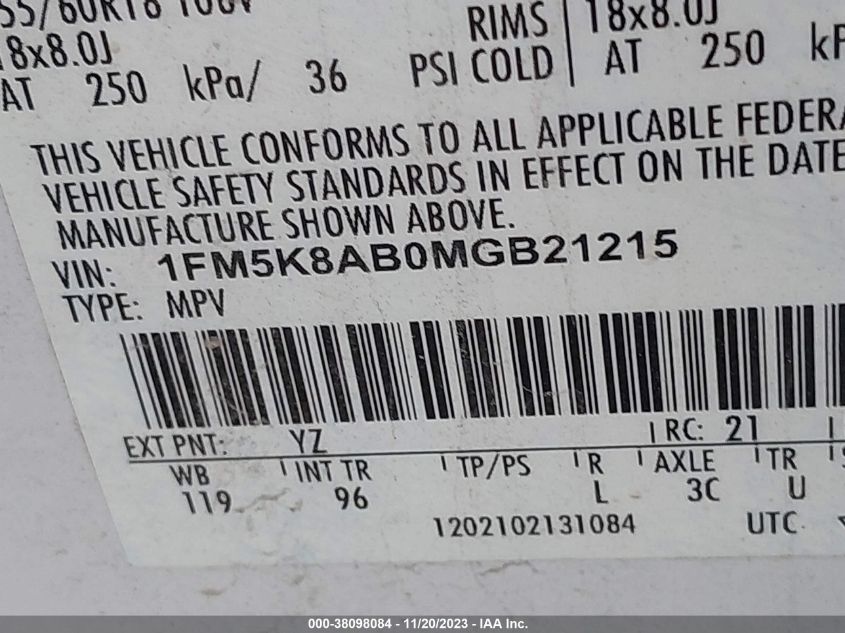 55/60R18 100V
18x8.0J
AT 250 kPa/ 36
RIMS 18x8.0J
PSI COLD AT 250 kP
THIS VEHICLE CONFORMS TO ALL APPLICABLE FEDERA
VEHICLE SAFETY STANDARDS IN EFFECT ON THE DATE
MANUFACTURE SHOWN ABOVE.
VIN: 1FM5K8AB0MGB21215
TYPE: MPV
EXT PNT: YZ RC: 21
WB INT TR TP/PS R AXLE TR
119 96 L 3C U
1202102131084 UTC
000-38098084 - 11/20/2023 - IAA Inc.